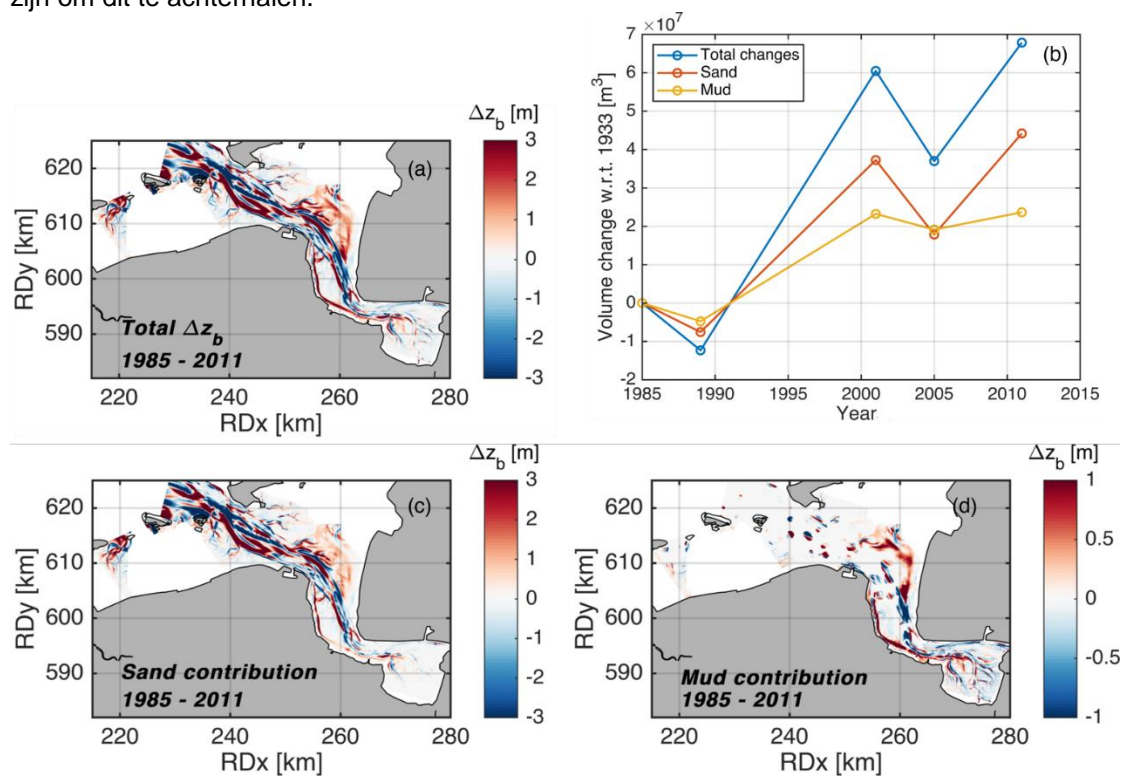 zijn om dit te achterhalen.
Δz_b [m]
3
2
1
0
-1
-2
-3
(a)
Total Δz_b
1985 - 2011
620
610
600
590
RDy [km]
220 240 260 280
RDx [km]
×10^7
7
6
5
4
3
2
1
0
-1
-2
Volume change w.r.t. 1933 [m^3]
Total changes
Sand
Mud
(b)
1985 1990 1995 2000 2005 2010 2015
Year
Δz_b [m]
3
2
1
0
-1
-2
-3
(c)
Sand contribution
1985 - 2011
620
610
600
590
RDy [km]
220 240 260 280
RDx [km]
Δz_b [m]
1
0.5
0
-0.5
-1
(d)
Mud contribution
1985 - 2011
620
610
600
590
RDy [km]
220 240 260 280
RDx [km]